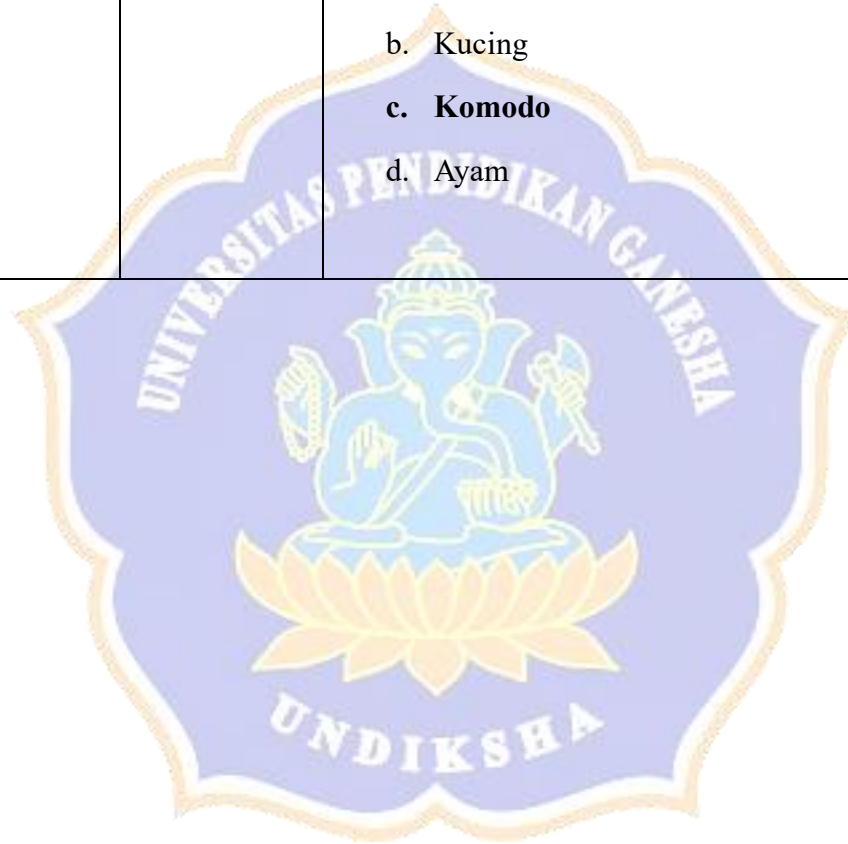 b. Kucing
c. Komodo
d. Ayam
UNIVERSITAS PENDIDIKAN GANESHA
UNDIKSHA